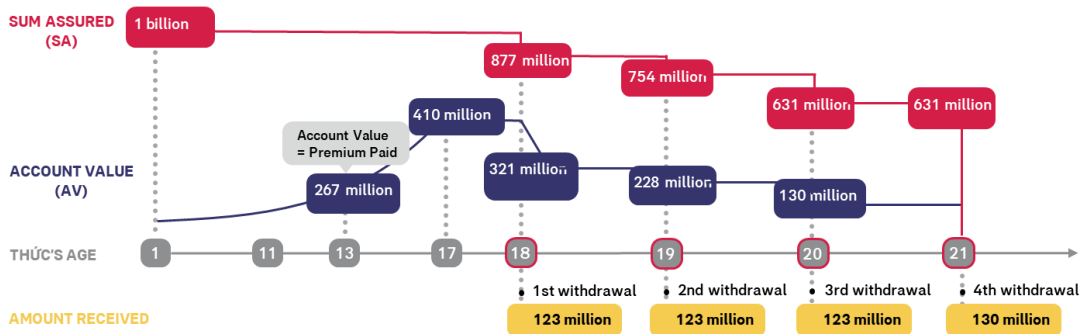 SUM ASSURED
(SA)
1 billion
877 million
754 million
631 million
631 million
410 million
Account Value
= Premium Paid
ACCOUNT VALUE
(AV)
267 million
321 million
228 million
130 million
THỨC'S AGE
1
11
13
17
18
19
20
21
• 1st withdrawal
• 2nd withdrawal
• 3rd withdrawal
• 4th withdrawal
AMOUNT RECEIVED
123 million
123 million
123 million
130 million